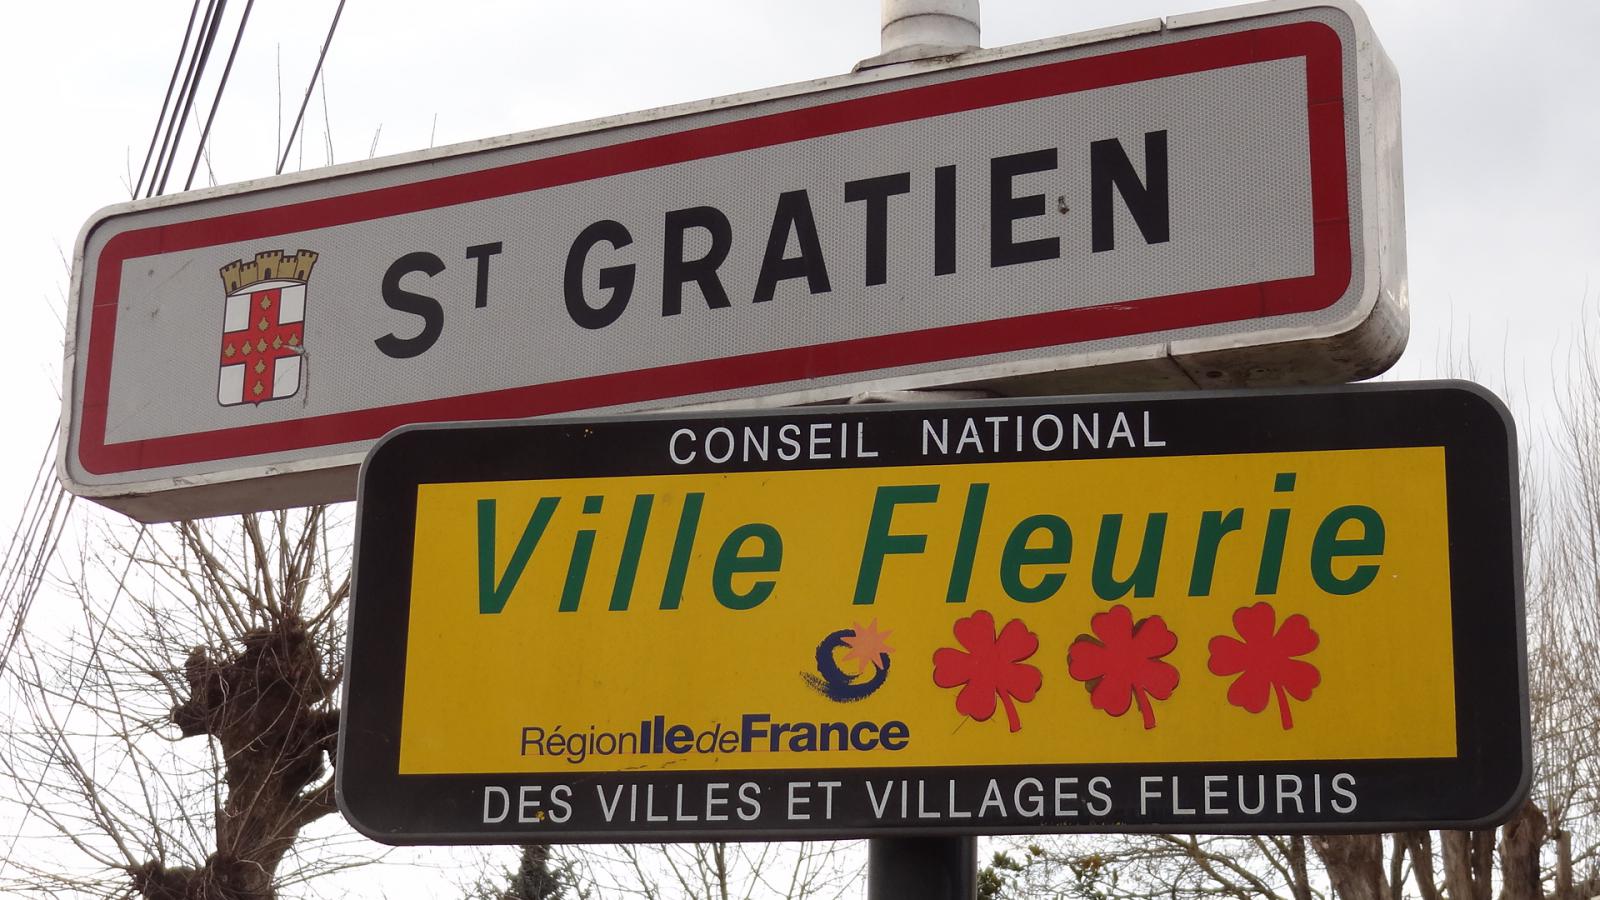 ST GRATIEN
CONSEIL NATIONAL
Ville Fleurie
RégionIledeFrance
DES VILLES ET VILLAGES FLEURIS